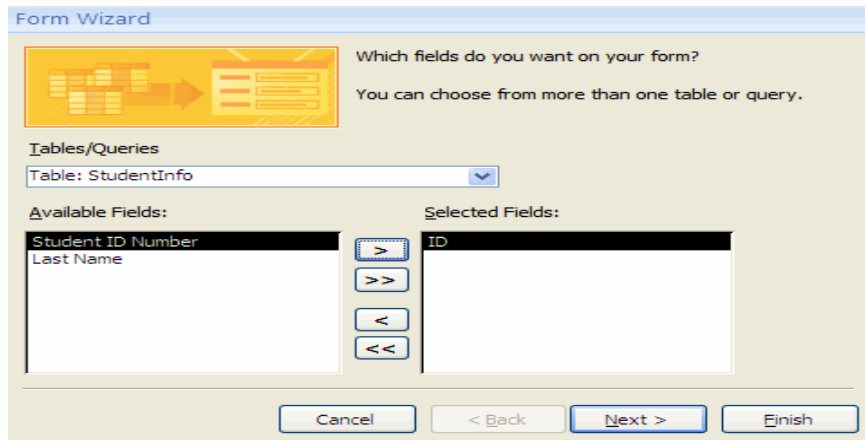 Form Wizard
Which fields do you want on your form?
You can choose from more than one table or query.
Tables/Queries
Table: StudentInfo
Available Fields:
Selected Fields:
Student ID Number
Last Name
ID
>
>>
<
<<
Cancel
< Back
Next >
Finish